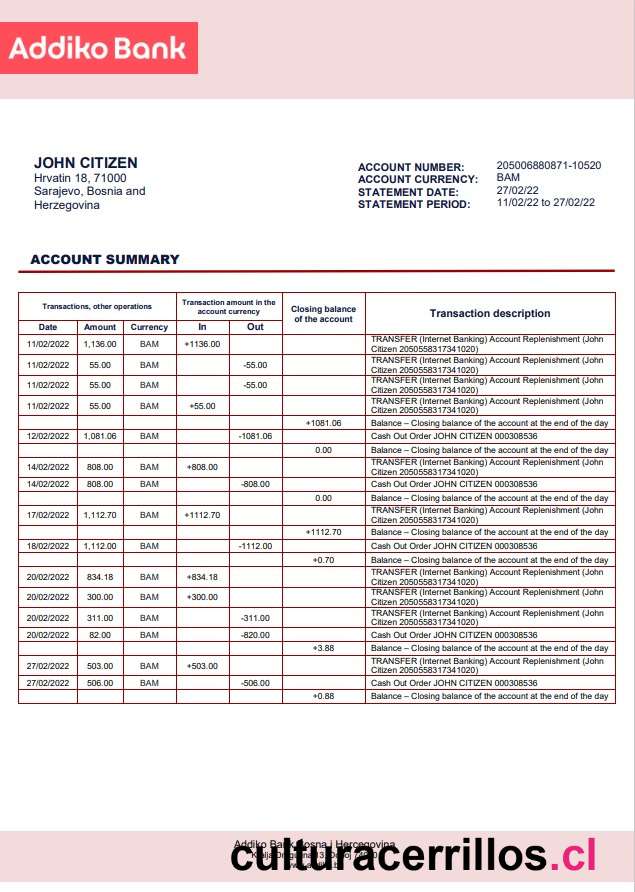 Addiko Bank
JOHN CITIZEN
Hrvatin 18, 71000
Sarajevo, Bosnia and
Herzegovina
ACCOUNT NUMBER: 205006880871-10520
ACCOUNT CURRENCY: BAM
STATEMENT DATE: 27/02/22
STATEMENT PERIOD: 11/02/22 to 27/02/22
ACCOUNT SUMMARY
Transactions, other operations
Transaction amount in the
account currency
Closing balance
of the account
Transaction description
Date Amount Currency In Out
11/02/2022 1,136.00 BAM +1136.00 TRANSFER (Internet Banking) Account Replenishment (John
Citizen 2050558317341020)
11/02/2022 55.00 BAM -55.00 TRANSFER (Internet Banking) Account Replenishment (John
Citizen 2050558317341020)
11/02/2022 55.00 BAM -55.00 TRANSFER (Internet Banking) Account Replenishment (John
Citizen 2050558317341020)
11/02/2022 55.00 BAM +55.00 TRANSFER (Internet Banking) Account Replenishment (John
Citizen 2050558317341020)
+1081.06 Balance – Closing balance of the account at the end of the day
12/02/2022 1,081.06 BAM -1081.06 Cash Out Order JOHN CITIZEN 000308536
0.00 Balance – Closing balance of the account at the end of the day
14/02/2022 808.00 BAM +808.00 TRANSFER (Internet Banking) Account Replenishment (John
Citizen 2050558317341020)
14/02/2022 808.00 BAM -808.00 Cash Out Order JOHN CITIZEN 000308536
0.00 Balance – Closing balance of the account at the end of the day
17/02/2022 1,112.70 BAM +1112.70 TRANSFER (Internet Banking) Account Replenishment (John
Citizen 2050558317341020)
+1112.70 Balance – Closing balance of the account at the end of the day
18/02/2022 1,112.00 BAM -1112.00 Cash Out Order JOHN CITIZEN 000308536
+0.70 Balance – Closing balance of the account at the end of the day
20/02/2022 834.18 BAM +834.18 TRANSFER (Internet Banking) Account Replenishment (John
Citizen 2050558317341020)
20/02/2022 300.00 BAM +300.00 TRANSFER (Internet Banking) Account Replenishment (John
Citizen 2050558317341020)
20/02/2022 311.00 BAM -311.00 TRANSFER (Internet Banking) Account Replenishment (John
Citizen 2050558317341020)
20/02/2022 82.00 BAM -820.00 Cash Out Order JOHN CITIZEN 000308536
+3.88 Balance – Closing balance of the account at the end of the day
27/02/2022 503.00 BAM +503.00 TRANSFER (Internet Banking) Account Replenishment (John
Citizen 2050558317341020)
27/02/2022 506.00 BAM -506.00 Cash Out Order JOHN CITIZEN 000308536
+0.88 Balance – Closing balance of the account at the end of the day
Addiko Bank Bosna i Hercegovina
culturacerrillos.cl